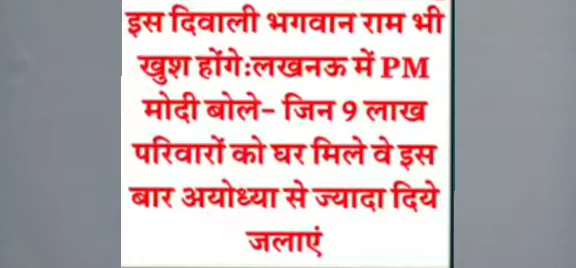 इस दिवाली भगवान राम भी
खुश होंगे:लखनऊ में PM
मोदी बोले- जिन 9 लाख
परिवारों को घर मिले वे इस
बार अयोध्या से ज्यादा दिये
जलाएं